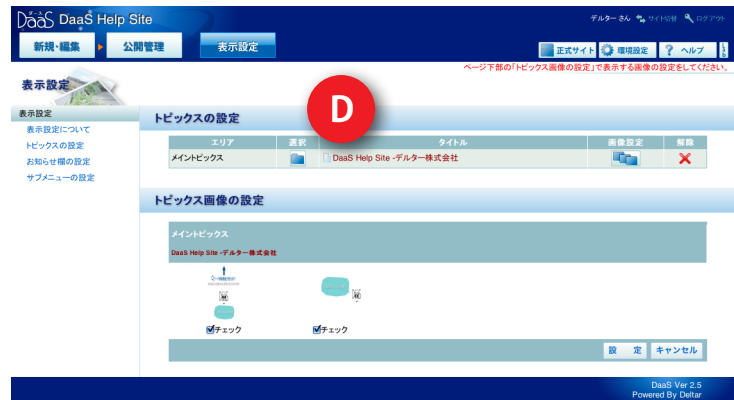 DaaS DaaS Help Site
デルター さん サイト切替 ログアウト
新規・編集 公開管理 表示設定 正式サイト 環境設定 ヘルプ
ページ下部の「トピックス画像の設定」で表示する画像の設定をしてください。
表示設定
表示設定
表示設定について
トピックスの設定
お知らせ欄の設定
サブメニューの設定
D
トピックスの設定
エリア 選択 タイトル 画像設定 解除
メイントピックス DaaS Help Site -デルター株式会社
トピックス画像の設定
メイントピックス
DaaS Help Site -デルター株式会社
チェック チェック
設 定 キャンセル
DaaS Ver 2.5
Powered By Deltar